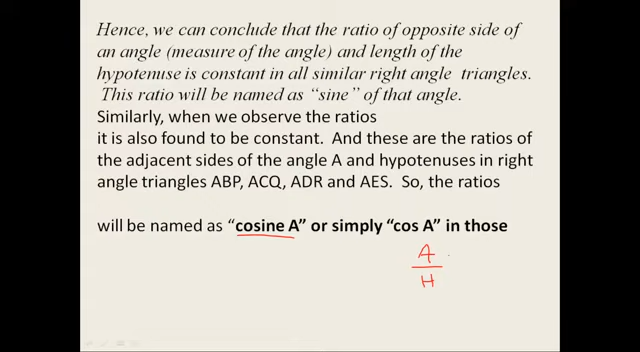 Hence, we can conclude that the ratio of opposite side of
an angle (measure of the angle) and length of the
hypotenuse is constant in all similar right angle triangles.
This ratio will be named as “sine” of that angle.
Similarly, when we observe the ratios
it is also found to be constant. And these are the ratios of
the adjacent sides of the angle A and hypotenuses in right
angle triangles ABP, ACQ, ADR and AES. So, the ratios
will be named as “cosine A” or simply “cos A” in those
A
H